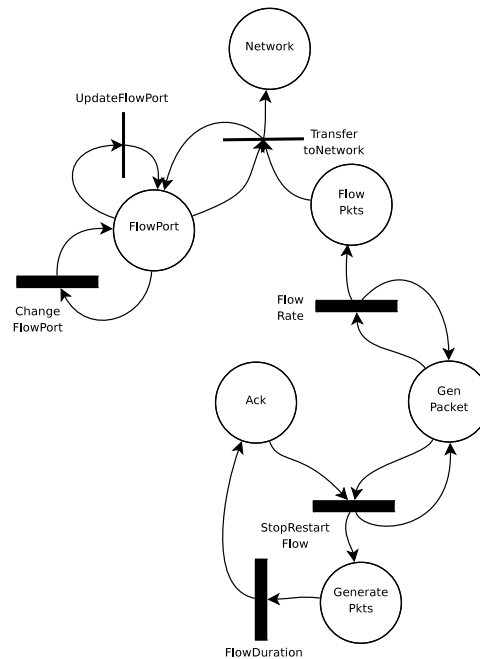 Network
UpdateFlowPort
Transfer
toNetwork
Flow
Pkts
FlowPort
Change
FlowPort
Flow
Rate
Gen
Packet
Ack
StopRestart
Flow
Generate
Pkts
FlowDuration